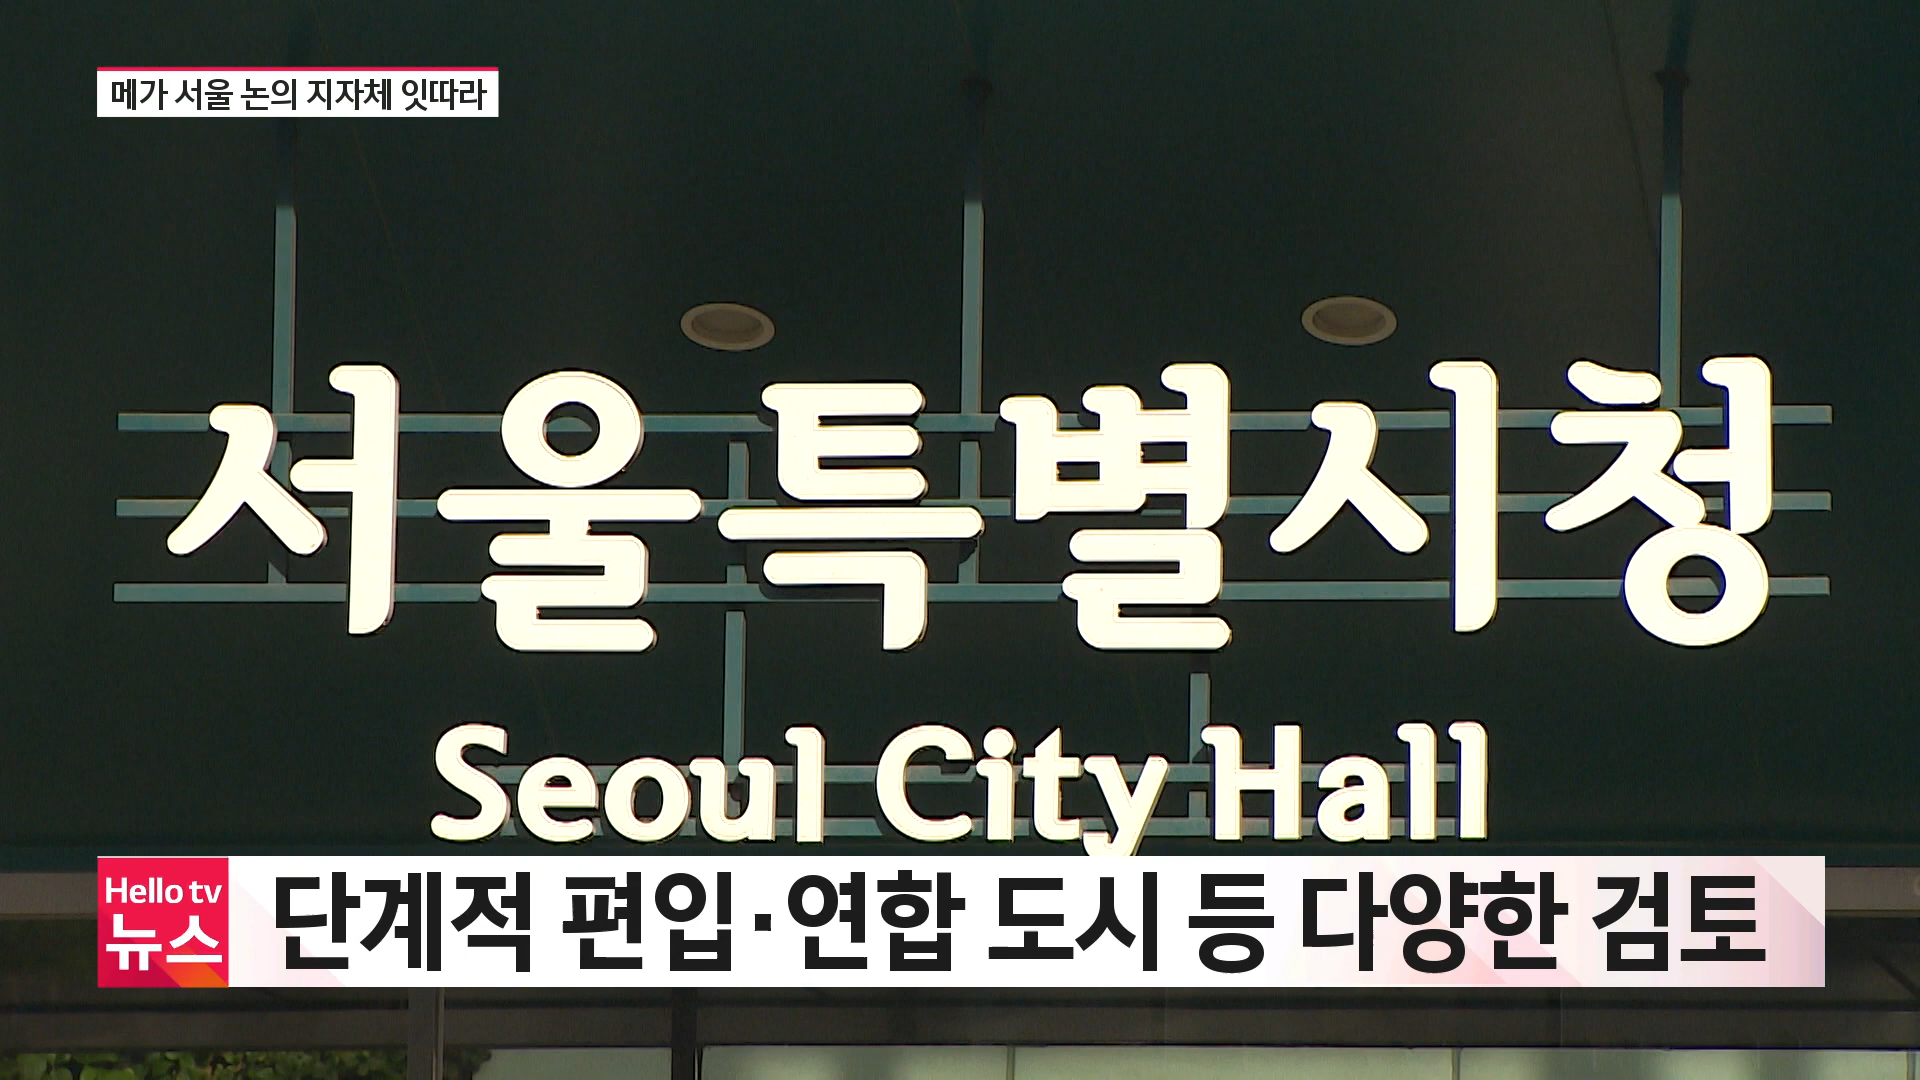 메가 서울 논의 지자체 잇따라
서울특별시청
Seoul City Hall
Hello tv
뉴스
단계적 편입·연합 도시 등 다양한 검토